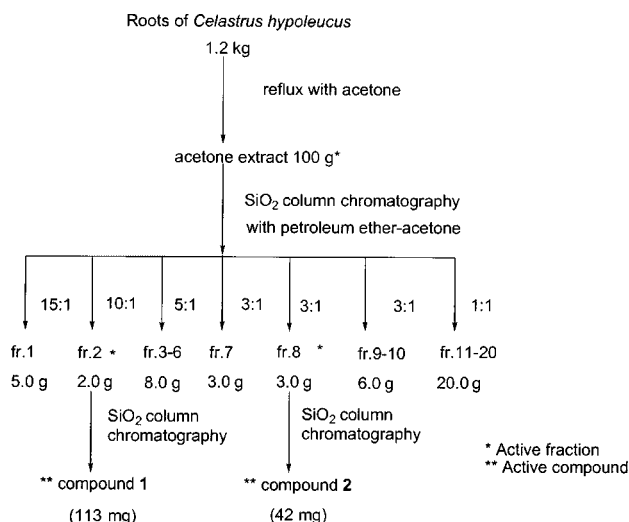 Roots of Celastrus hypoleucus
1.2 kg
reflux with acetone
acetone extract 100 g*
SiO2 column chromatography
with petroleum ether-acetone
15:1 10:1 5:1 3:1 3:1 3:1 1:1
fr.1 fr.2 * fr.3-6 fr.7 fr.8 * fr.9-10 fr.11-20
5.0 g 2.0 g 8.0 g 3.0 g 3.0 g 6.0 g 20.0 g
SiO2 column SiO2 column
chromatography chromatography
* Active fraction
** Active compound
** compound 1 ** compound 2
(113 mg) (42 mg)